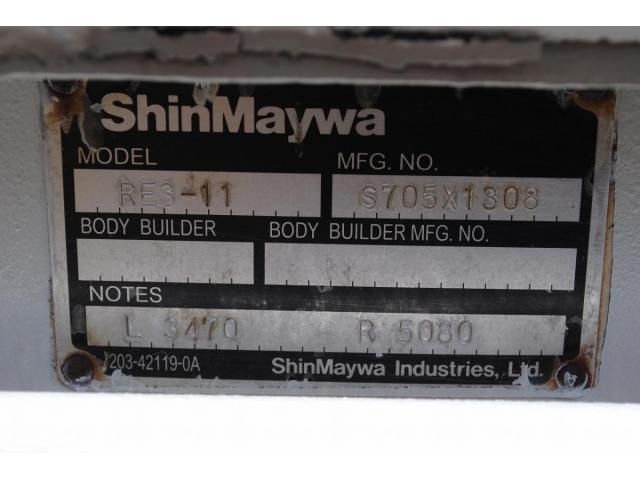 ShinMaywa
MODEL MFG. NO.
RE3-11 S705X1308
BODY BUILDER BODY BUILDER MFG. NO.
NOTES
L 3470 R 5080
203-42119-0A ShinMaywa Industries, Ltd.